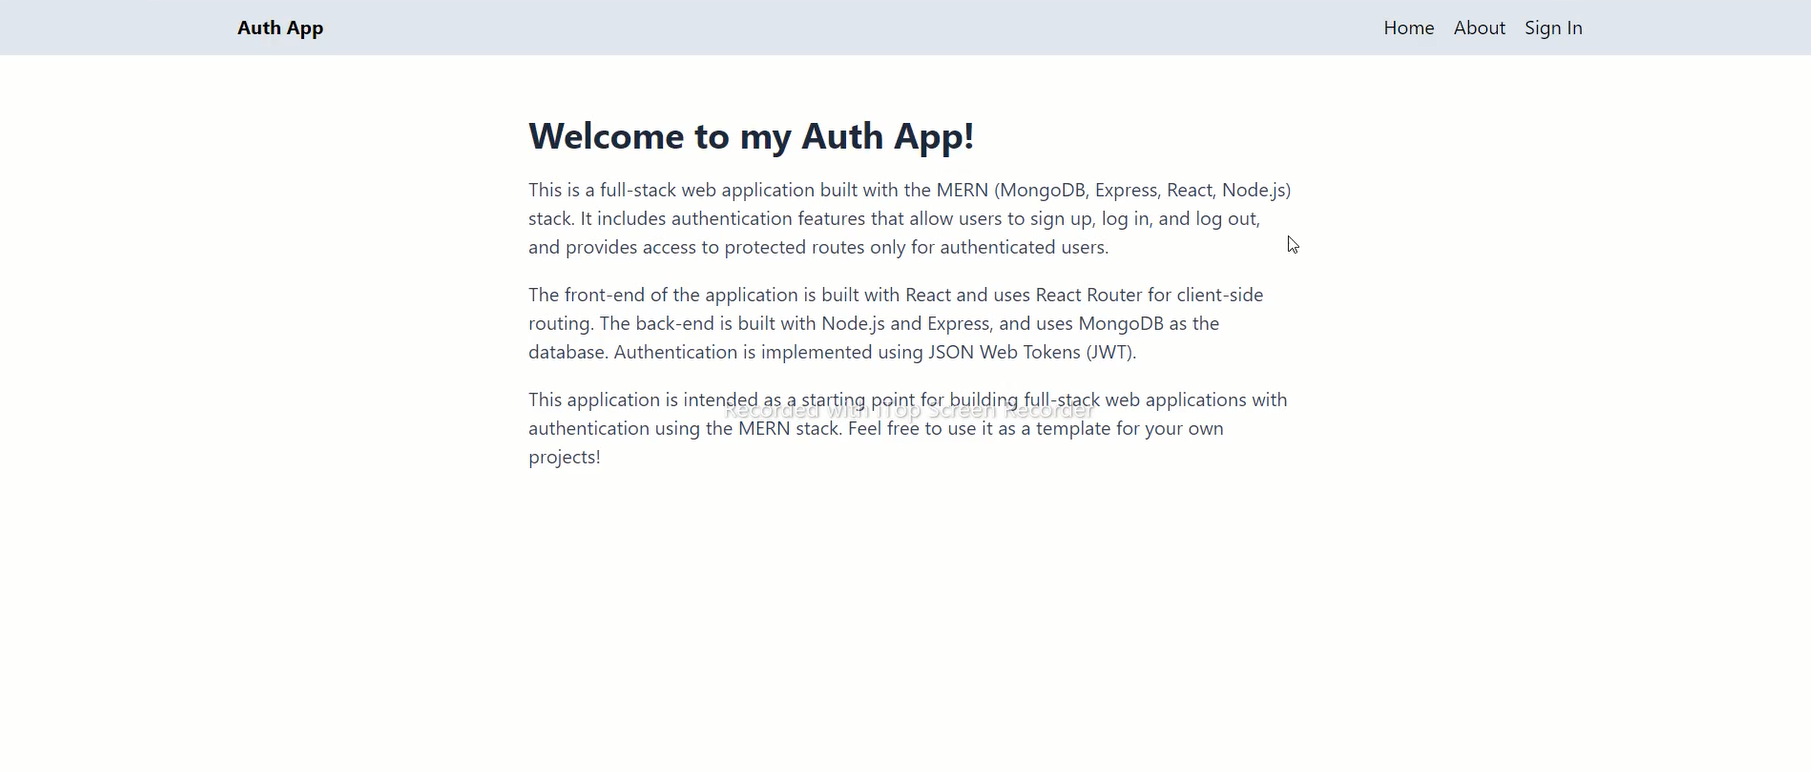 Auth App
Home About Sign In
Welcome to my Auth App!
This is a full-stack web application built with the MERN (MongoDB, Express, React, Node.js)
stack. It includes authentication features that allow users to sign up, log in, and log out,
and provides access to protected routes only for authenticated users.
The front-end of the application is built with React and uses React Router for client-side
routing. The back-end is built with Node.js and Express, and uses MongoDB as the
database. Authentication is implemented using JSON Web Tokens (JWT).
This application is intended as a starting point for building full-stack web applications with
Recorded with iTop Screen Recorder
authentication using the MERN stack. Feel free to use it as a template for your own
projects!